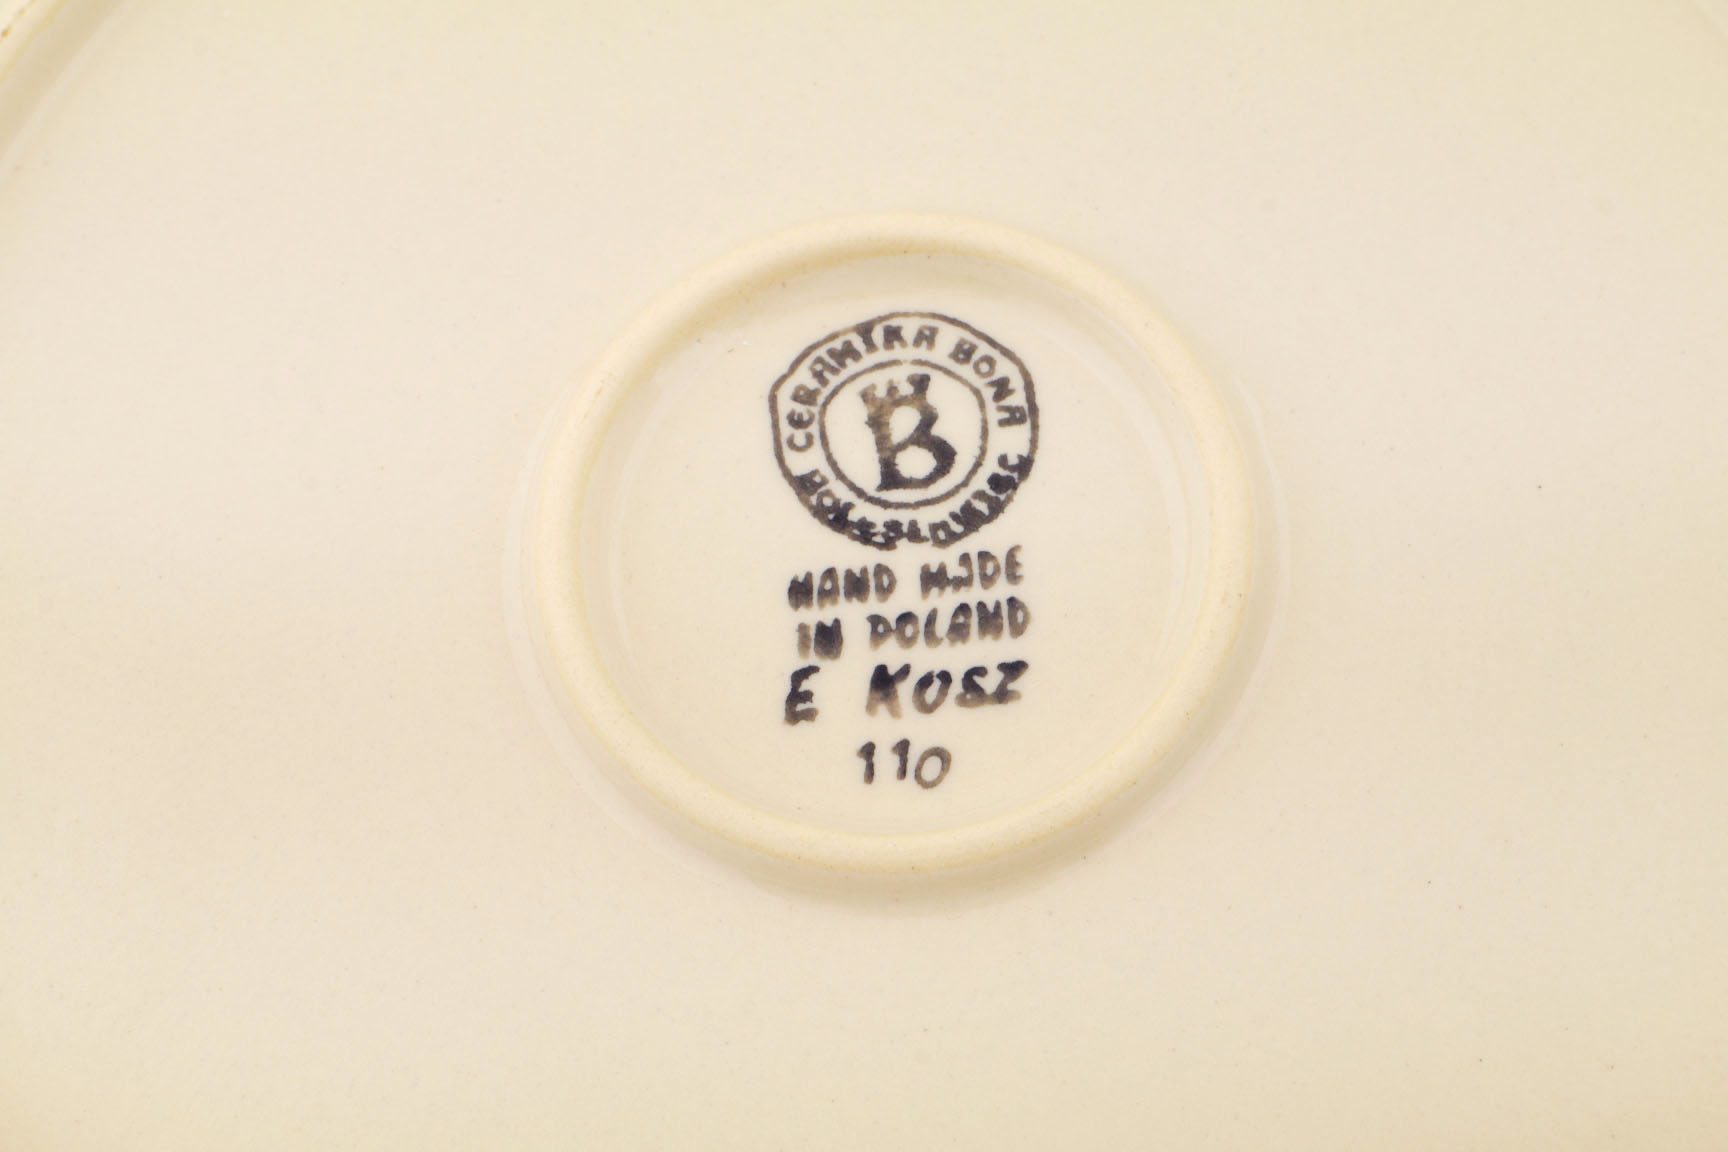 CERAMIKA BONA
B
BOLESŁAWIEC
HAND MADE
IN POLAND
E KOSZ
110